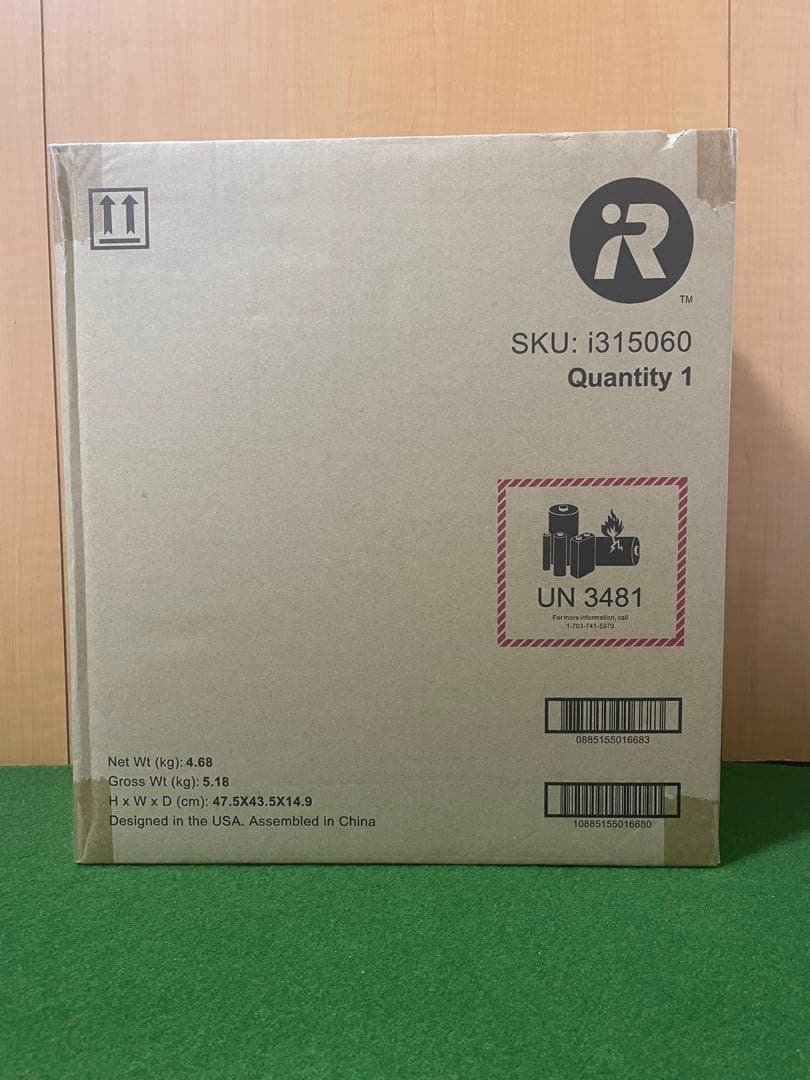 iR
TM
SKU: i315060
Quantity 1
UN 3481
For more information, call
1-703-741-5970
0885155016683
10885155016680
Net Wt (kg): 4.68
Gross Wt (kg): 5.18
H x W x D (cm): 47.5X43.5X14.9
Designed in the USA. Assembled in China